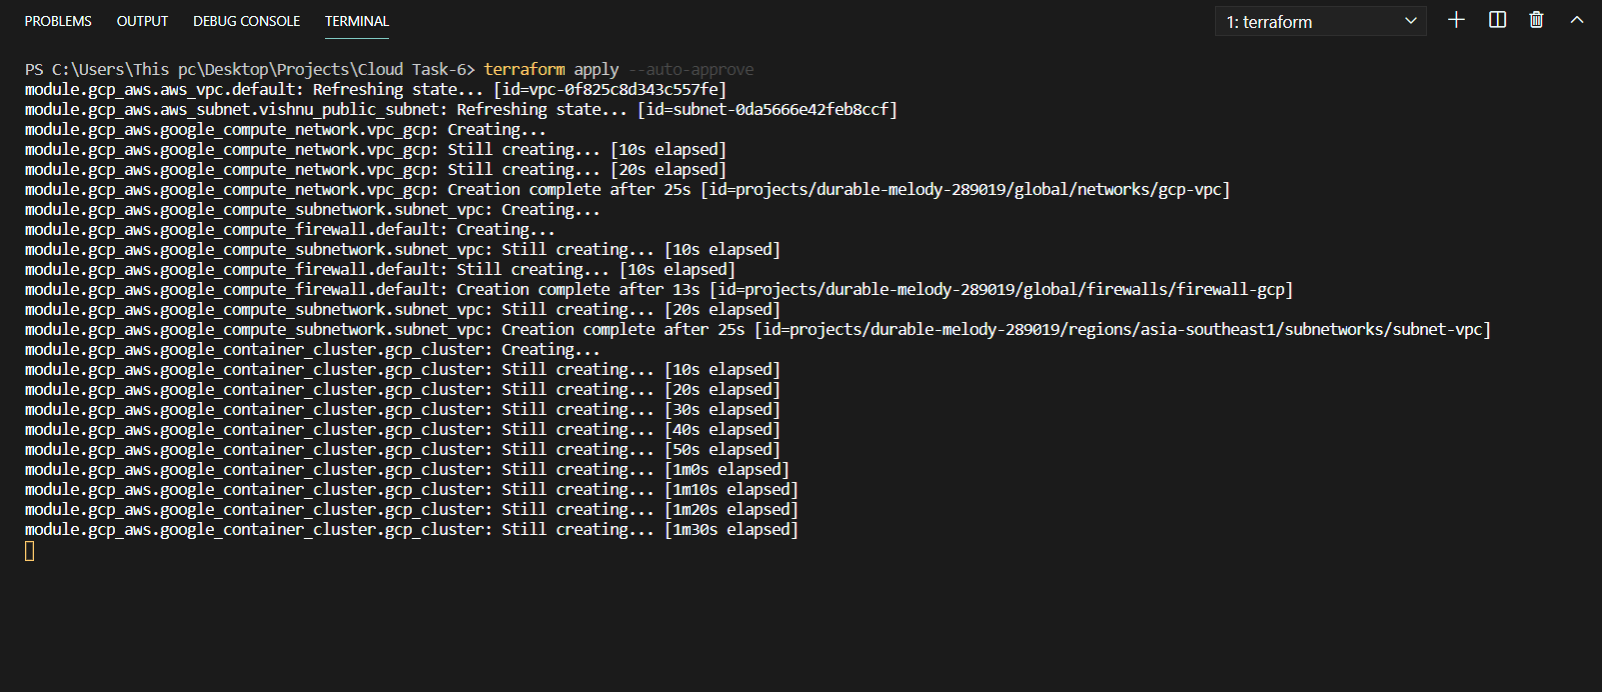 PROBLEMS OUTPUT DEBUG CONSOLE TERMINAL 1: terraform
PS C:\Users\This pc\Desktop\Projects\Cloud Task-6> terraform apply --auto-approve
module.gcp_aws.aws_vpc.default: Refreshing state... [id=vpc-0f825c8d343c557fe]
module.gcp_aws.aws_subnet.vishnu_public_subnet: Refreshing state... [id=subnet-0da5666e42feb8ccf]
module.gcp_aws.google_compute_network.vpc_gcp: Creating...
module.gcp_aws.google_compute_network.vpc_gcp: Still creating... [10s elapsed]
module.gcp_aws.google_compute_network.vpc_gcp: Still creating... [20s elapsed]
module.gcp_aws.google_compute_network.vpc_gcp: Creation complete after 25s [id=projects/durable-melody-289019/global/networks/gcp-vpc]
module.gcp_aws.google_compute_subnetwork.subnet_vpc: Creating...
module.gcp_aws.google_compute_firewall.default: Creating...
module.gcp_aws.google_compute_subnetwork.subnet_vpc: Still creating... [10s elapsed]
module.gcp_aws.google_compute_firewall.default: Still creating... [10s elapsed]
module.gcp_aws.google_compute_firewall.default: Creation complete after 13s [id=projects/durable-melody-289019/global/firewalls/firewall-gcp]
module.gcp_aws.google_compute_subnetwork.subnet_vpc: Still creating... [20s elapsed]
module.gcp_aws.google_compute_subnetwork.subnet_vpc: Creation complete after 25s [id=projects/durable-melody-289019/regions/asia-southeast1/subnetworks/subnet-vpc]
module.gcp_aws.google_container_cluster.gcp_cluster: Creating...
module.gcp_aws.google_container_cluster.gcp_cluster: Still creating... [10s elapsed]
module.gcp_aws.google_container_cluster.gcp_cluster: Still creating... [20s elapsed]
module.gcp_aws.google_container_cluster.gcp_cluster: Still creating... [30s elapsed]
module.gcp_aws.google_container_cluster.gcp_cluster: Still creating... [40s elapsed]
module.gcp_aws.google_container_cluster.gcp_cluster: Still creating... [50s elapsed]
module.gcp_aws.google_container_cluster.gcp_cluster: Still creating... [1m0s elapsed]
module.gcp_aws.google_container_cluster.gcp_cluster: Still creating... [1m10s elapsed]
module.gcp_aws.google_container_cluster.gcp_cluster: Still creating... [1m20s elapsed]
module.gcp_aws.google_container_cluster.gcp_cluster: Still creating... [1m30s elapsed]